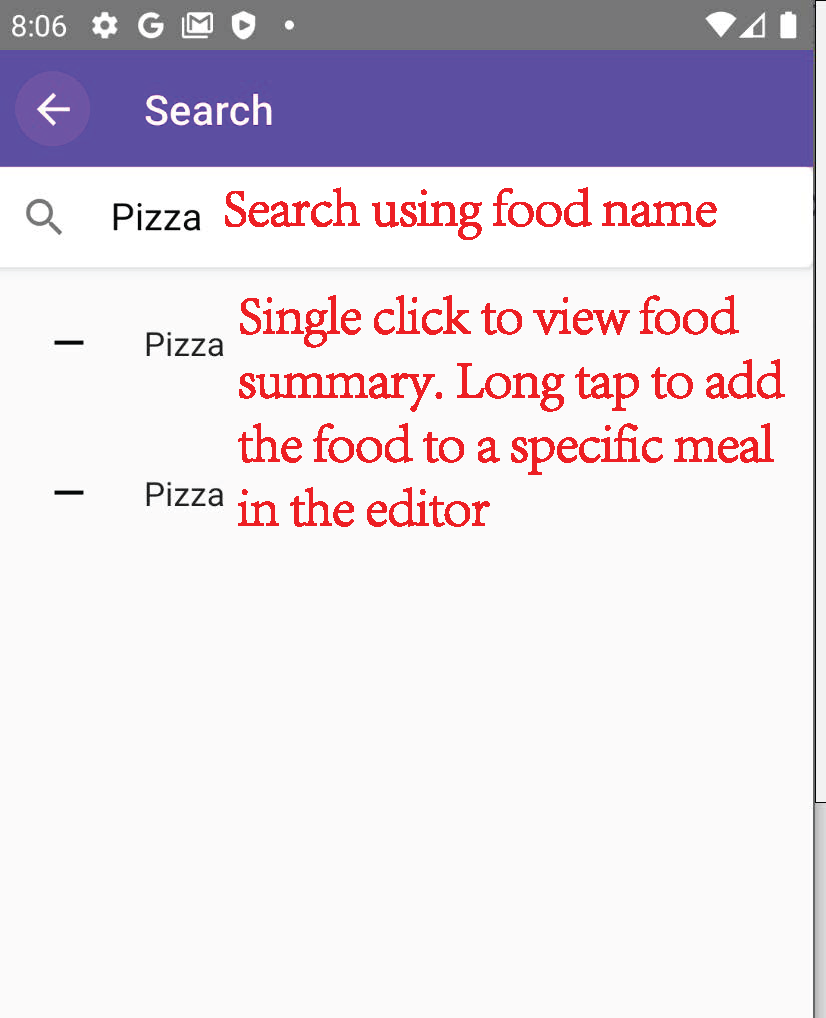 8:06
Search
Pizza Search using food name
Pizza Single click to view food
summary. Long tap to add
the food to a specific meal
Pizza in the editor